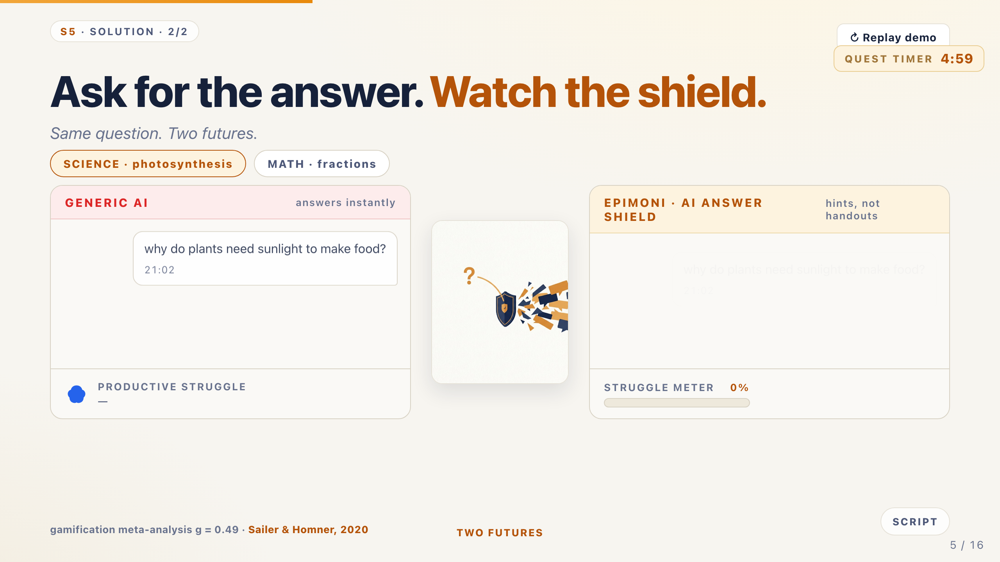 S5 · SOLUTION · 2/2
↻ Replay demo
QUEST TIMER 4:59
Ask for the answer. Watch the shield.
Same question. Two futures.
SCIENCE · photosynthesis
MATH · fractions
GENERIC AI
answers instantly
why do plants need sunlight to make food?
21:02
PRODUCTIVE STRUGGLE
—
?
EPIMONI · AI ANSWER
SHIELD
hints, not
handouts
why do plants need sunlight to make food?
21:02
STRUGGLE METER 0%
gamification meta-analysis g = 0.49 · Sailer & Homner, 2020
TWO FUTURES
SCRIPT
5 / 16